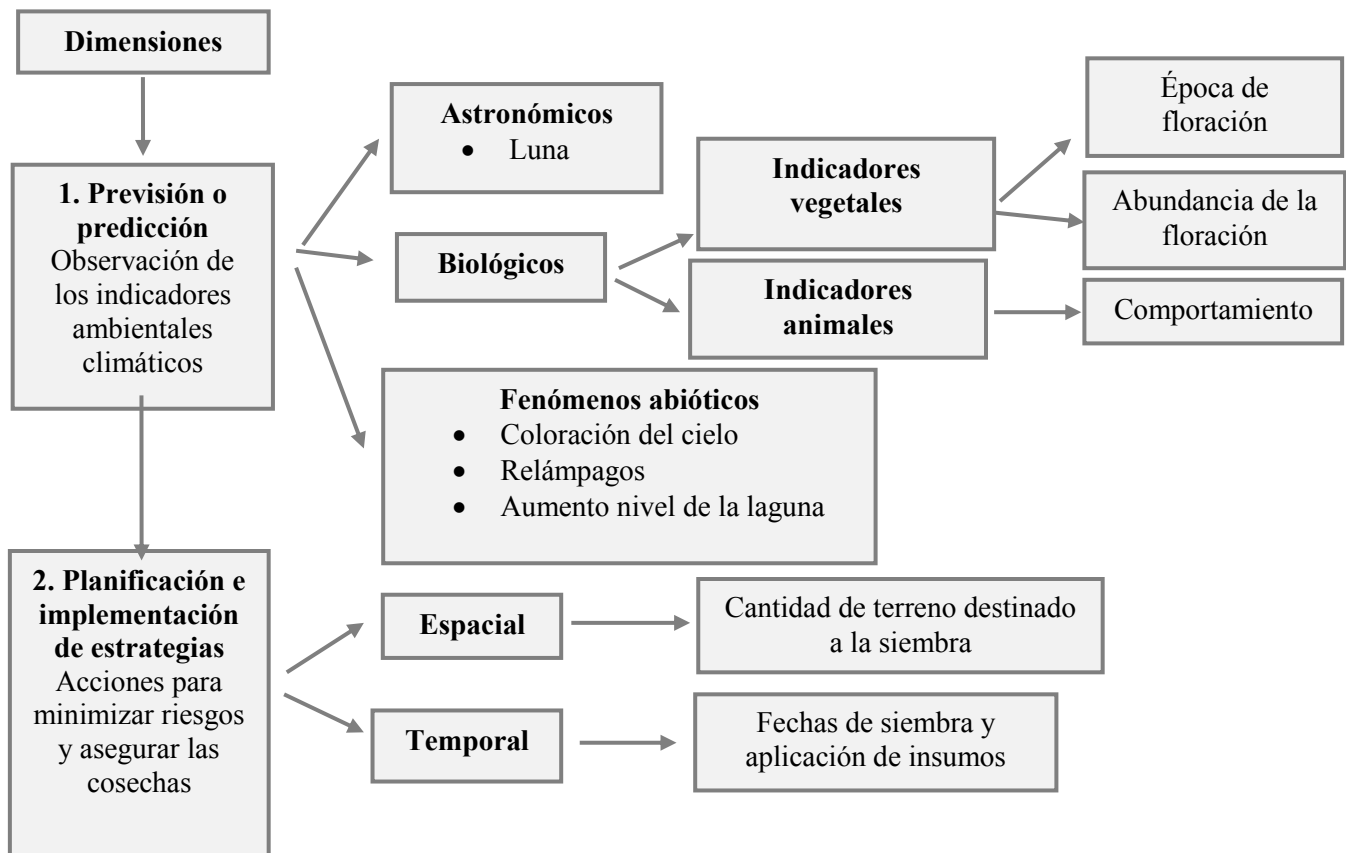 Dimensiones
1. Previsión o
predicción
Observación de
los indicadores
ambientales
climáticos
Astronómicos
• Luna
Biológicos
Indicadores
vegetales
Época de
floración
Abundancia de la
floración
Indicadores
animales
Comportamiento
Fenómenos abióticos
• Coloración del cielo
• Relámpagos
• Aumento nivel de la laguna
2. Planificación e
implementación
de estrategias
Acciones para
minimizar riesgos
y asegurar las
cosechas
Espacial
Cantidad de terreno destinado
a la siembra
Temporal
Fechas de siembra y
aplicación de insumos